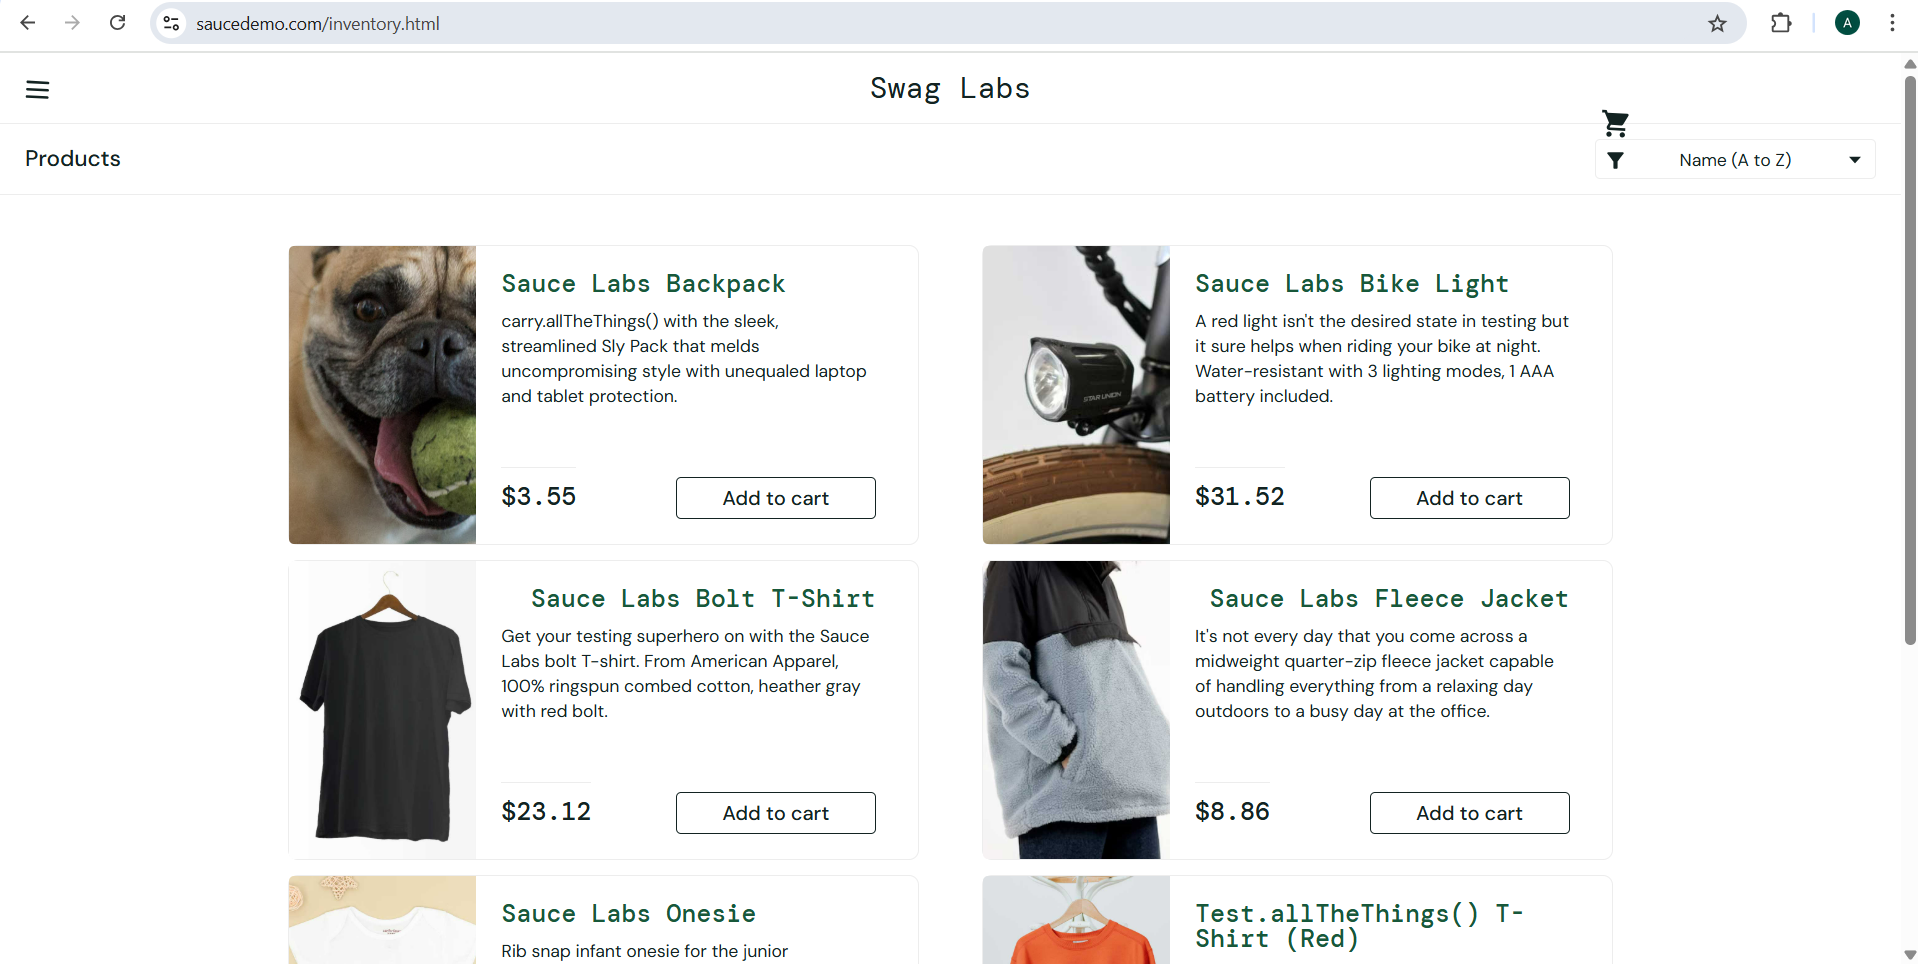 saucedemo.com/inventory.html
A
Swag Labs
Products
Name (A to Z)
Sauce Labs Backpack
carry.allTheThings() with the sleek,
streamlined Sly Pack that melds
uncompromising style with unequaled laptop
and tablet protection.
$3.55
Add to cart
STAR UNION
Sauce Labs Bike Light
A red light isn't the desired state in testing but
it sure helps when riding your bike at night.
Water-resistant with 3 lighting modes, 1 AAA
battery included.
$31.52
Add to cart
Sauce Labs Bolt T-Shirt
Get your testing superhero on with the Sauce
Labs bolt T-shirt. From American Apparel,
100% ringspun combed cotton, heather gray
with red bolt.
$23.12
Add to cart
Sauce Labs Fleece Jacket
It's not every day that you come across a
midweight quarter-zip fleece jacket capable
of handling everything from a relaxing day
outdoors to a busy day at the office.
$8.86
Add to cart
Sauce Labs Onesie
Rib snap infant onesie for the junior
Test.allTheThings() T-
Shirt (Red)